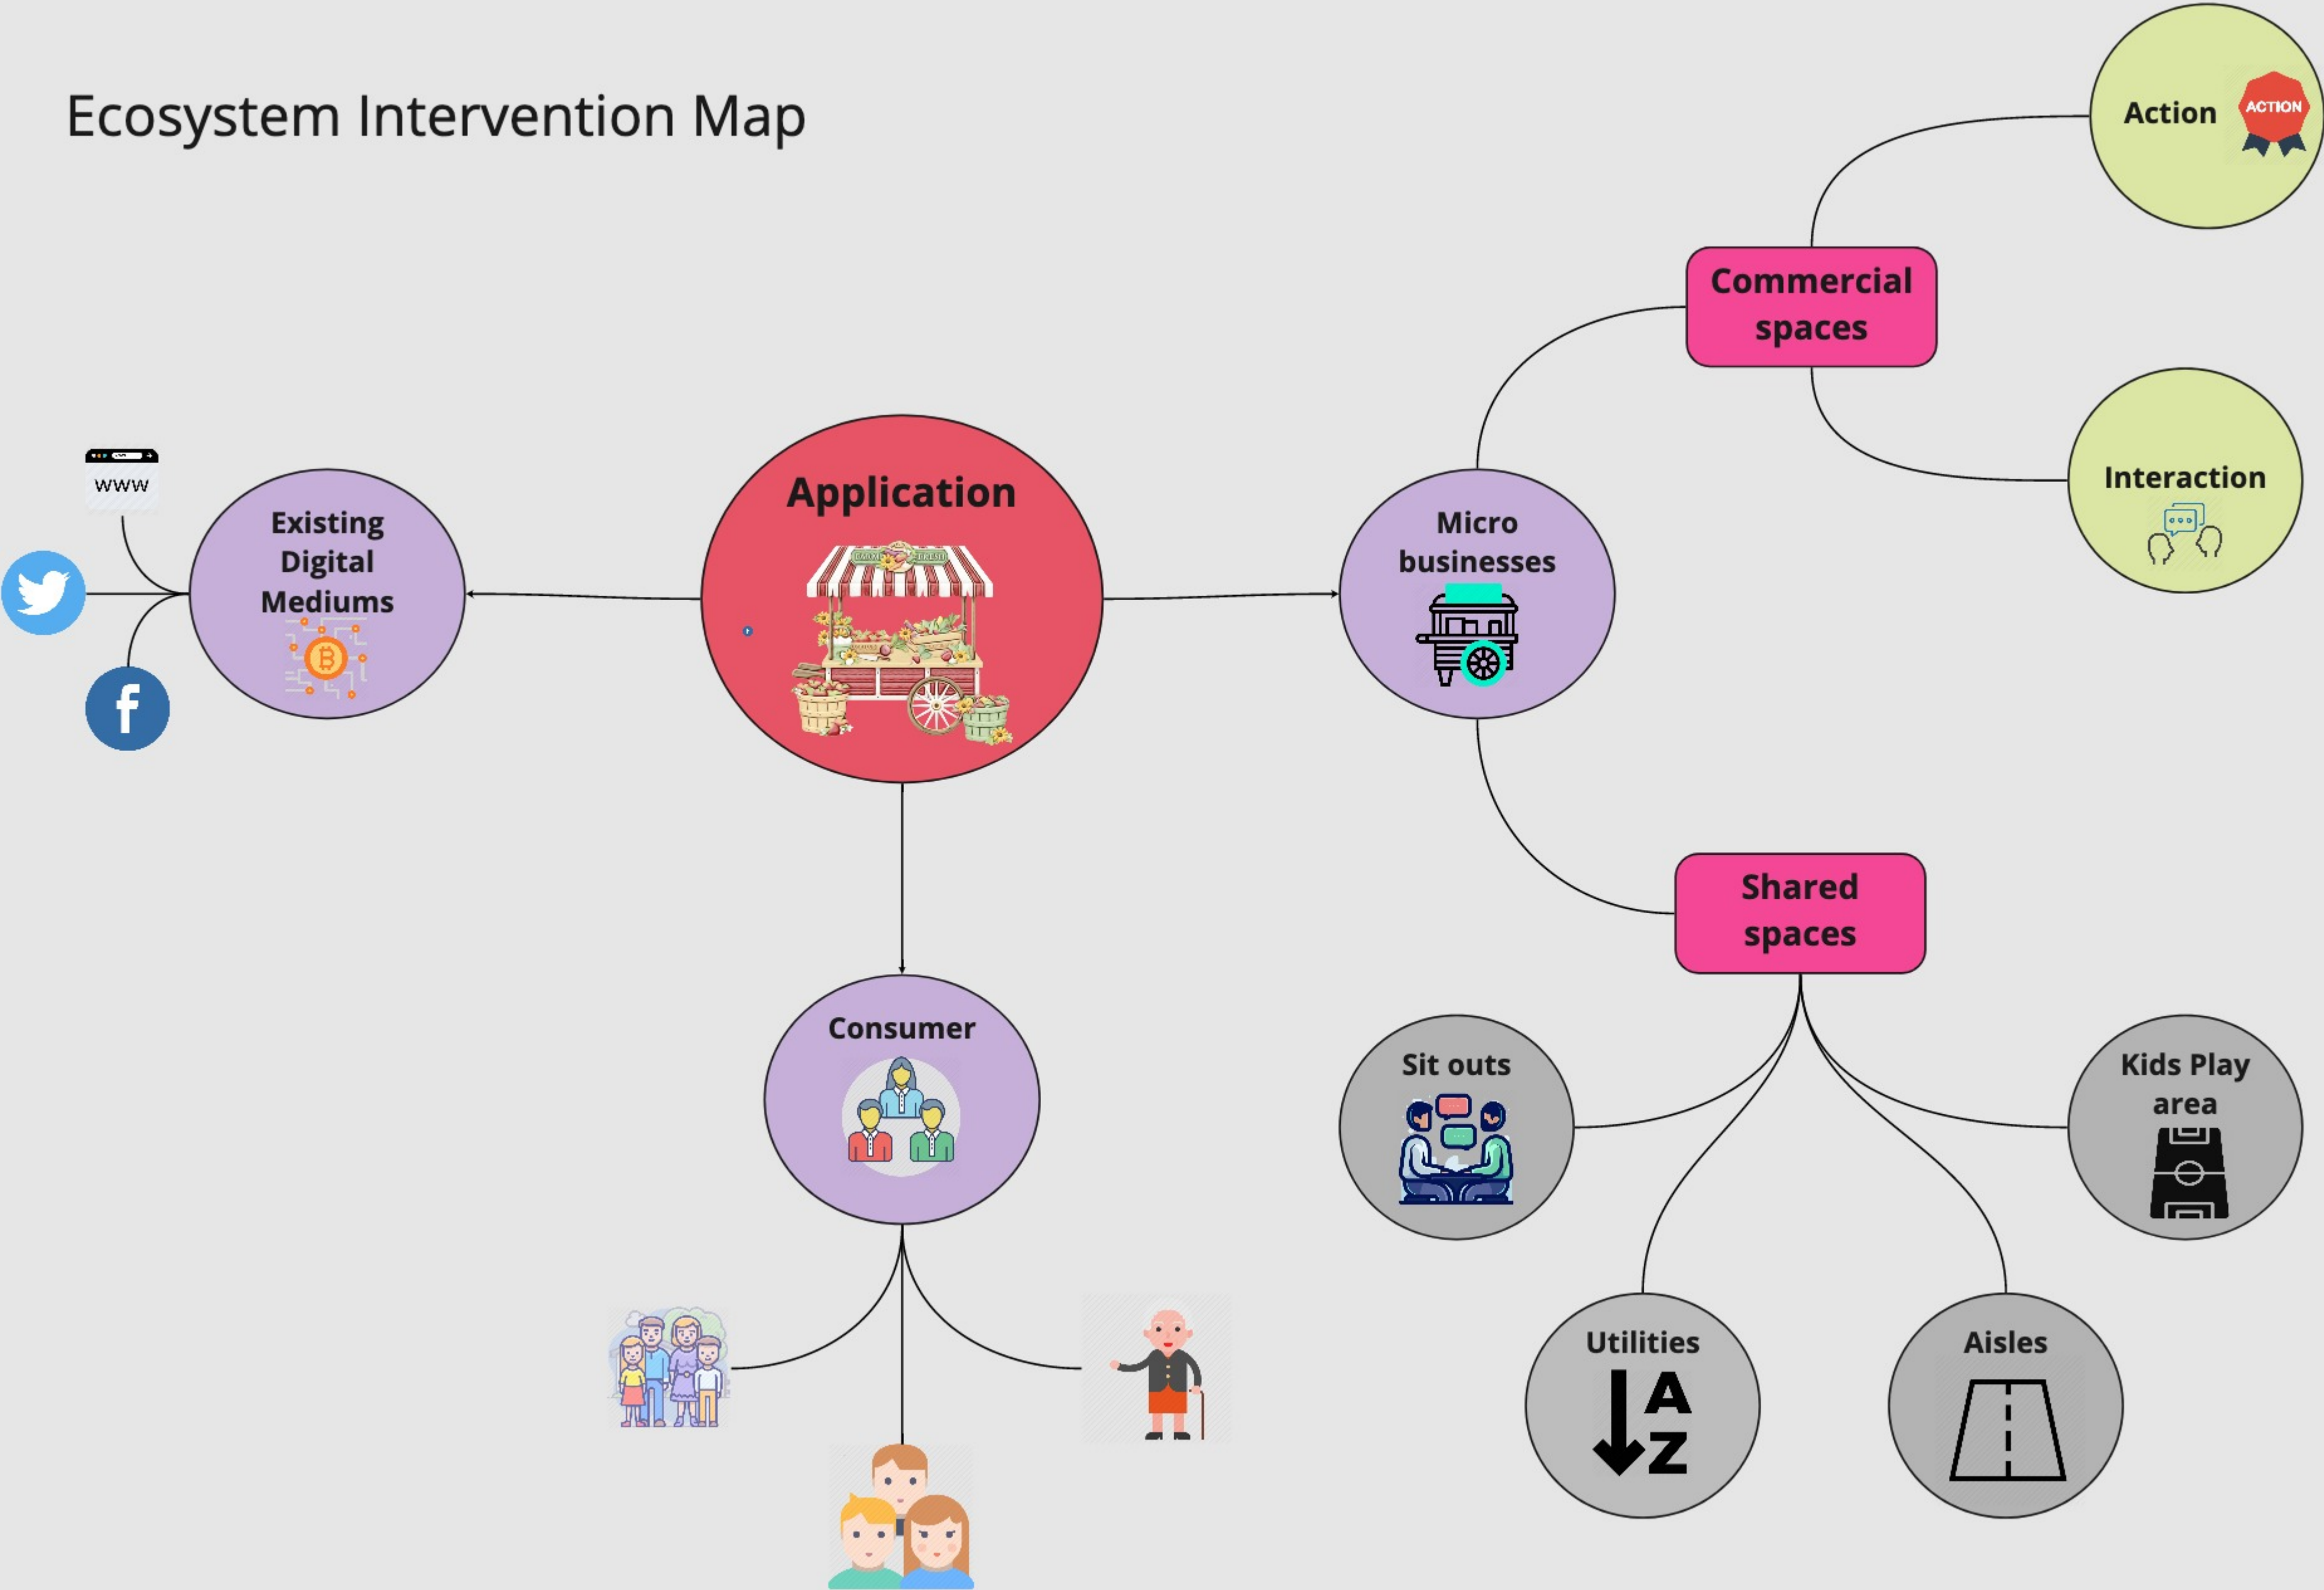 Ecosystem Intervention Map
Action
ACTION
Commercial
spaces
Interaction
Application
Existing
Digital
Mediums
www
f
Micro
businesses
Shared
spaces
Consumer
Sit outs
Kids Play
area
Utilities
A
Z
Aisles